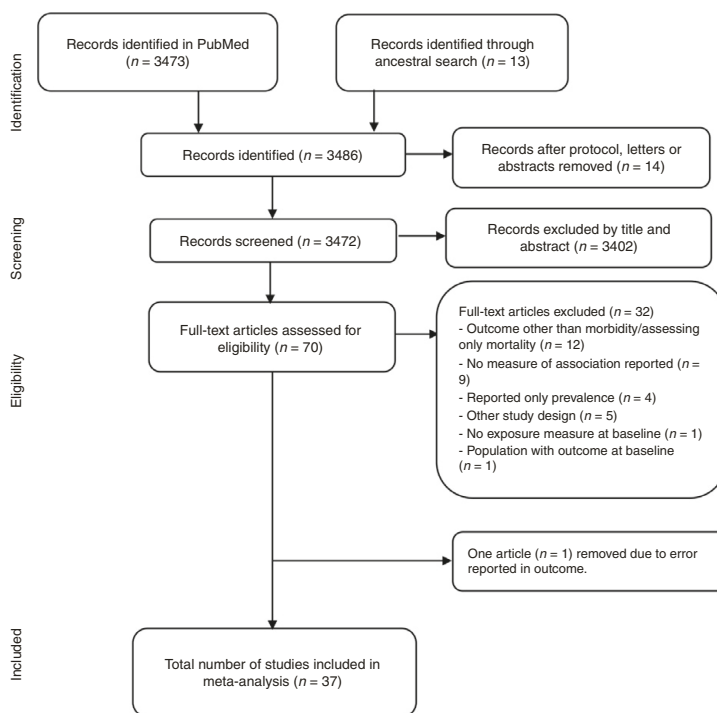 Identification
Records identified in PubMed
(n = 3473)
Records identified through
ancestral search (n = 13)
Records identified (n = 3486)
Records after protocol, letters or
abstracts removed (n = 14)
Screening
Records screened (n = 3472)
Records excluded by title and
abstract (n = 3402)
Eligibility
Full-text articles assessed for
eligibility (n = 70)
Full-text articles excluded (n = 32)
- Outcome other than morbidity/assessing
only mortality (n = 12)
- No measure of association reported (n =
9)
- Reported only prevalence (n = 4)
- Other study design (n = 5)
- No exposure measure at baseline (n = 1)
- Population with outcome at baseline
(n = 1)
One article (n = 1) removed due to error
reported in outcome.
Included
Total number of studies included in
meta-analysis (n = 37)